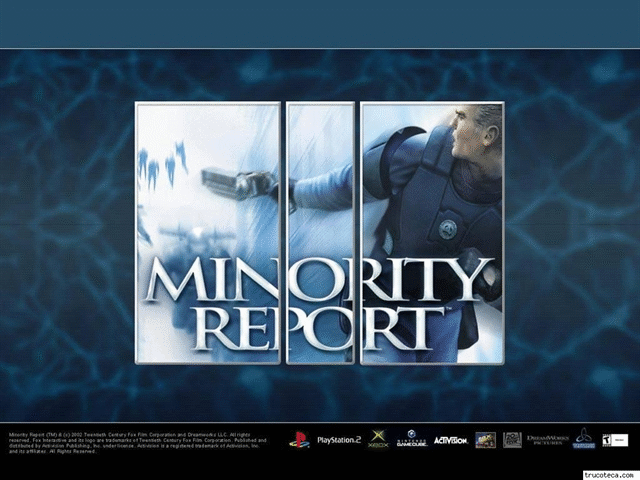 MINORITY
REPORT
TM
Minority Report (TM) & (c) 2002 Twentieth Century Fox Film Corporation and Dreamworks LLC. All rights
reserved. Fox Interactive and its logo are trademarks of Twentieth Century Fox Film Corporation. Published and
distributed by Activision Publishing, Inc. under license. Activision is a registered trademark of Activision, Inc.
and its affiliates. All Rights Reserved.
PlayStation.2
XBOX
NINTENDO
GAMECUBE
ACTIVISION
DREAMWORKS
PICTURES
T
trucoteca.com